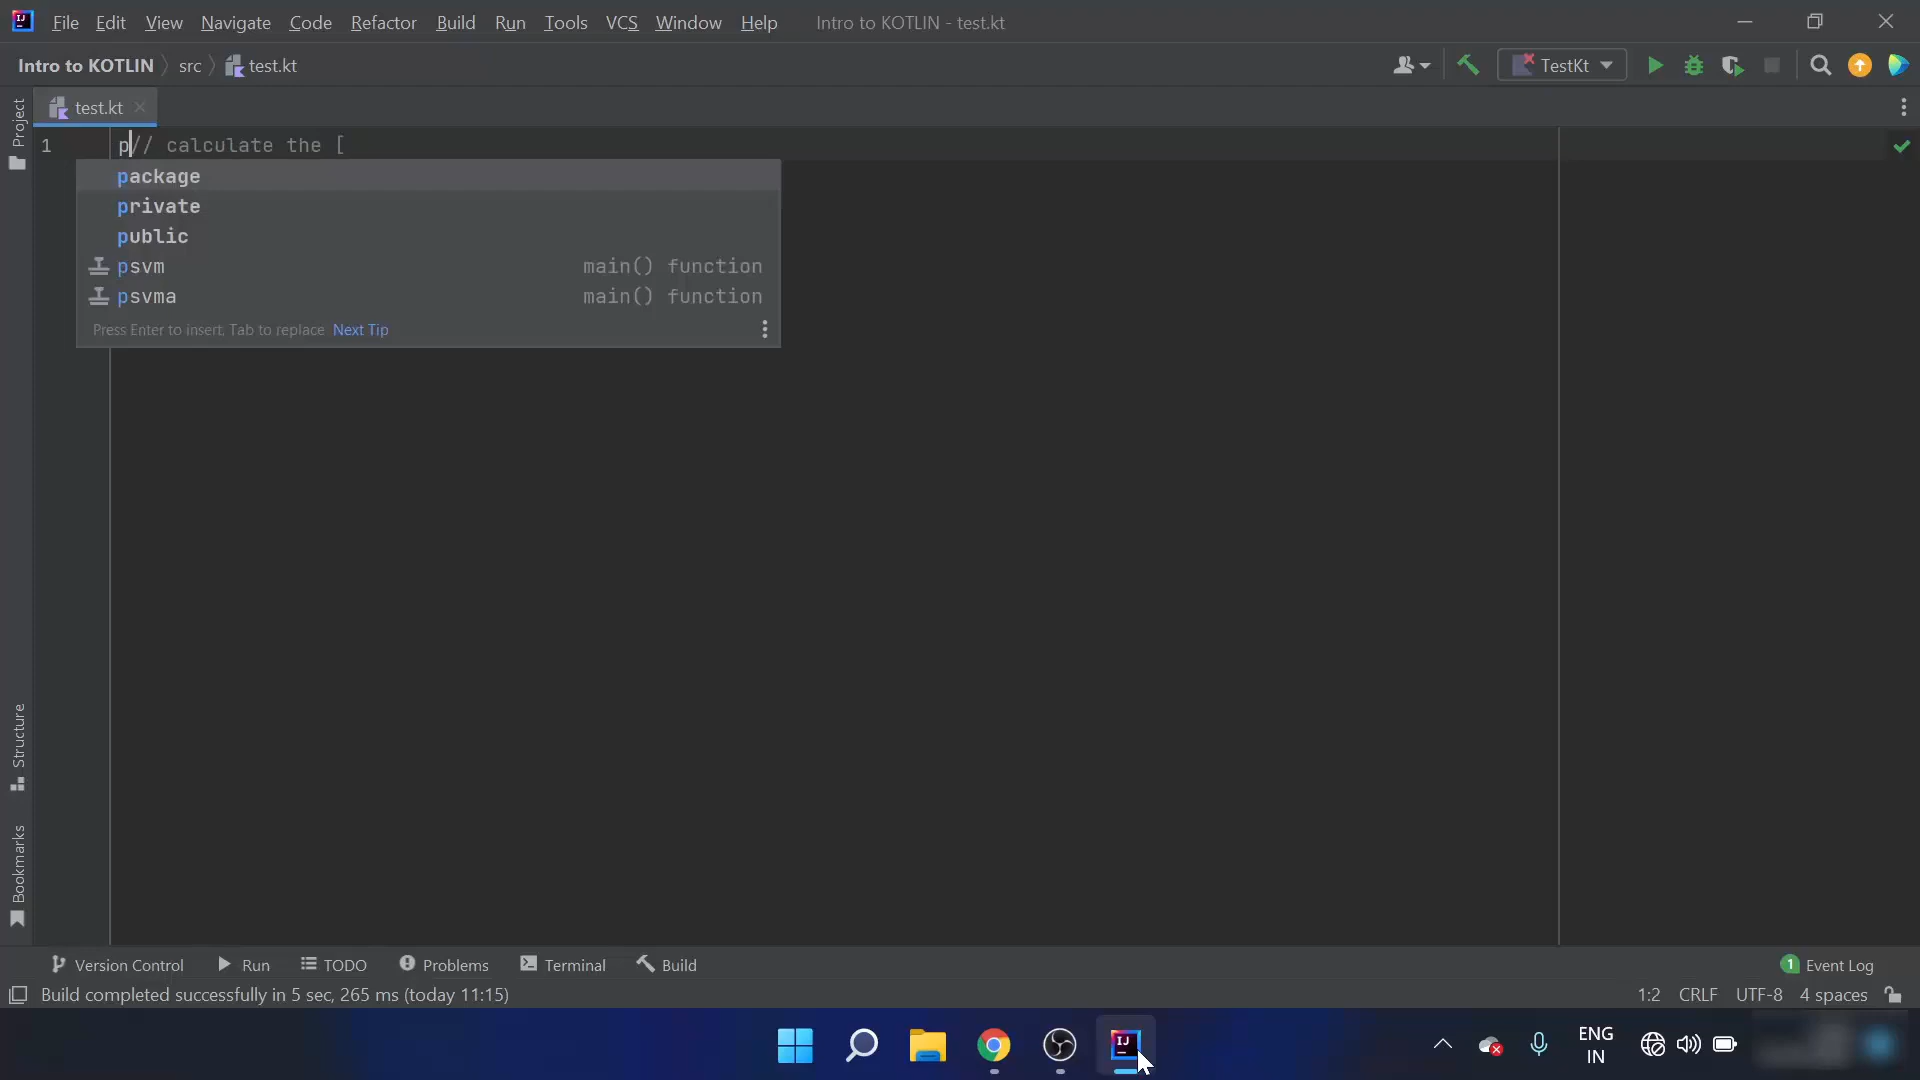 File Edit View Navigate Code Refactor Build Run Tools VCS Window Help Intro to KOTLIN - test.kt
Intro to KOTLIN src test.kt TestKt
Project
test.kt
1 p// calculate the [
package
private
public
psvm main() function
psvma main() function
Press Enter to insert, Tab to replace Next Tip
Structure
Bookmarks
Version Control Run TODO Problems Terminal Build 1 Event Log
Build completed successfully in 5 sec, 265 ms (today 11:15) 1:2 CRLF UTF-8 4 spaces
IJ
ENG
IN